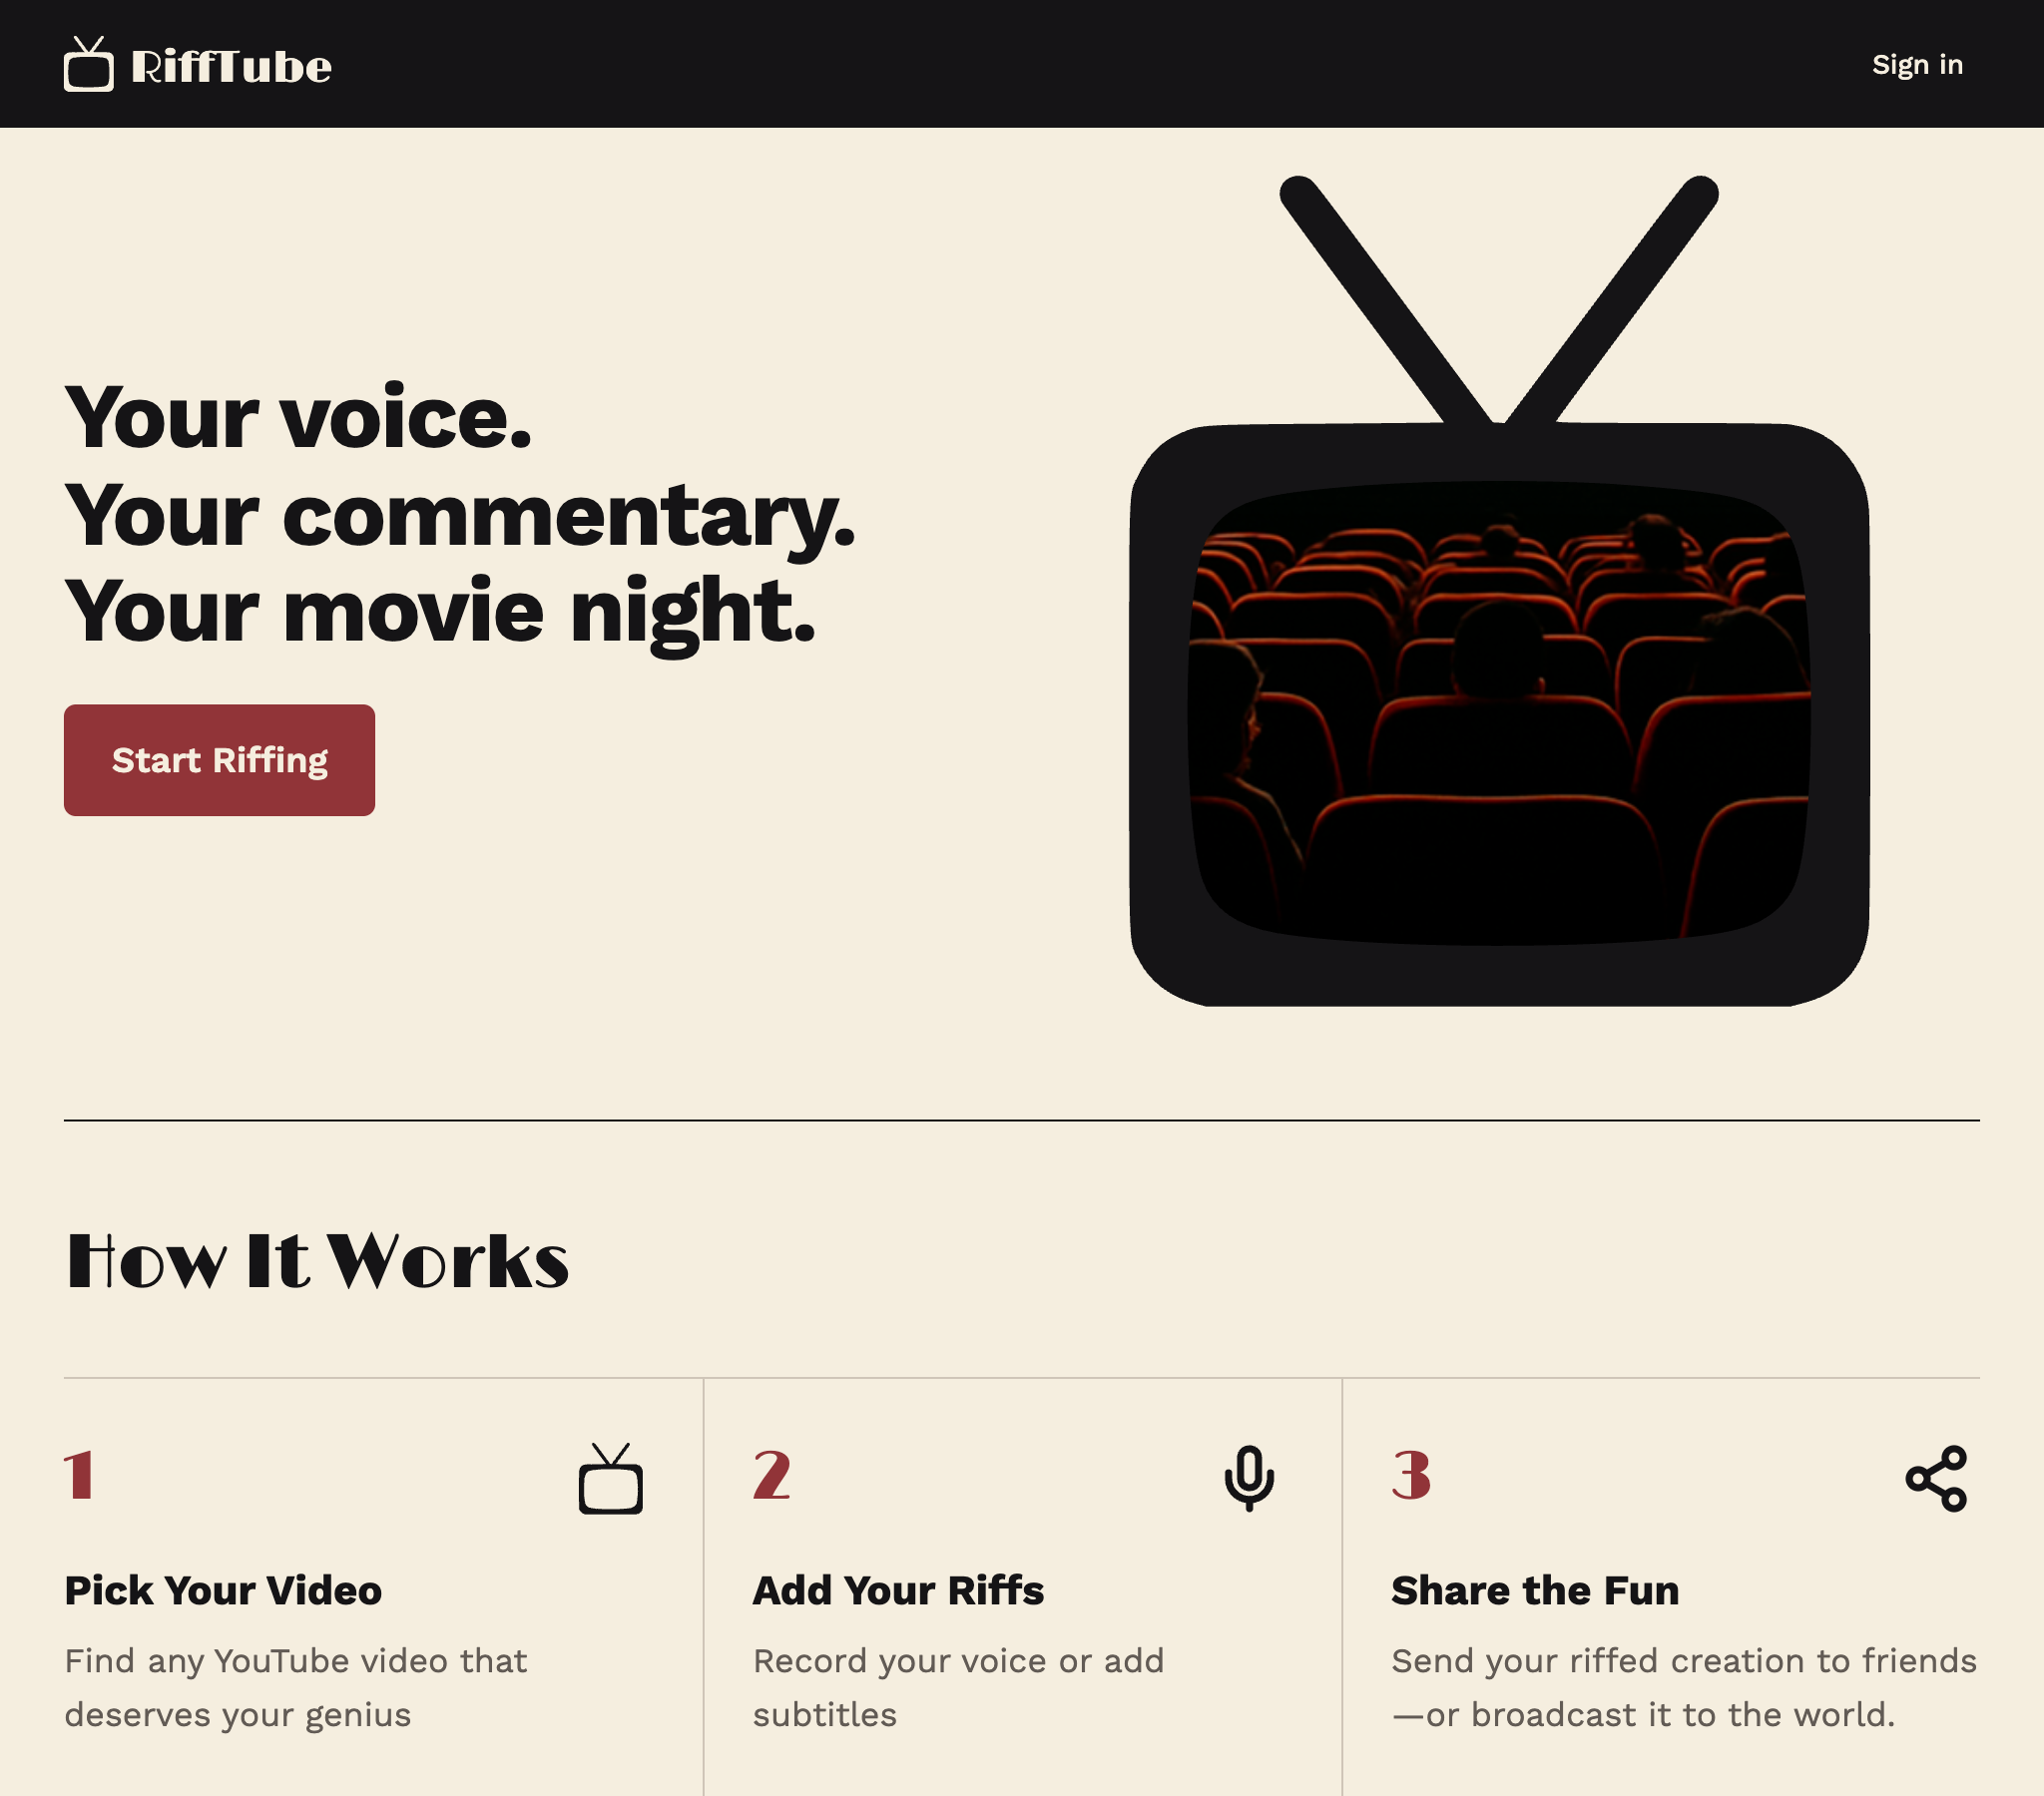 RiffTube
Sign in
Your voice.
Your commentary.
Your movie night.
Start Riffing
How It Works
1
Pick Your Video
Find any YouTube video that
deserves your genius
2
Add Your Riffs
Record your voice or add
subtitles
3
Share the Fun
Send your riffed creation to friends
—or broadcast it to the world.